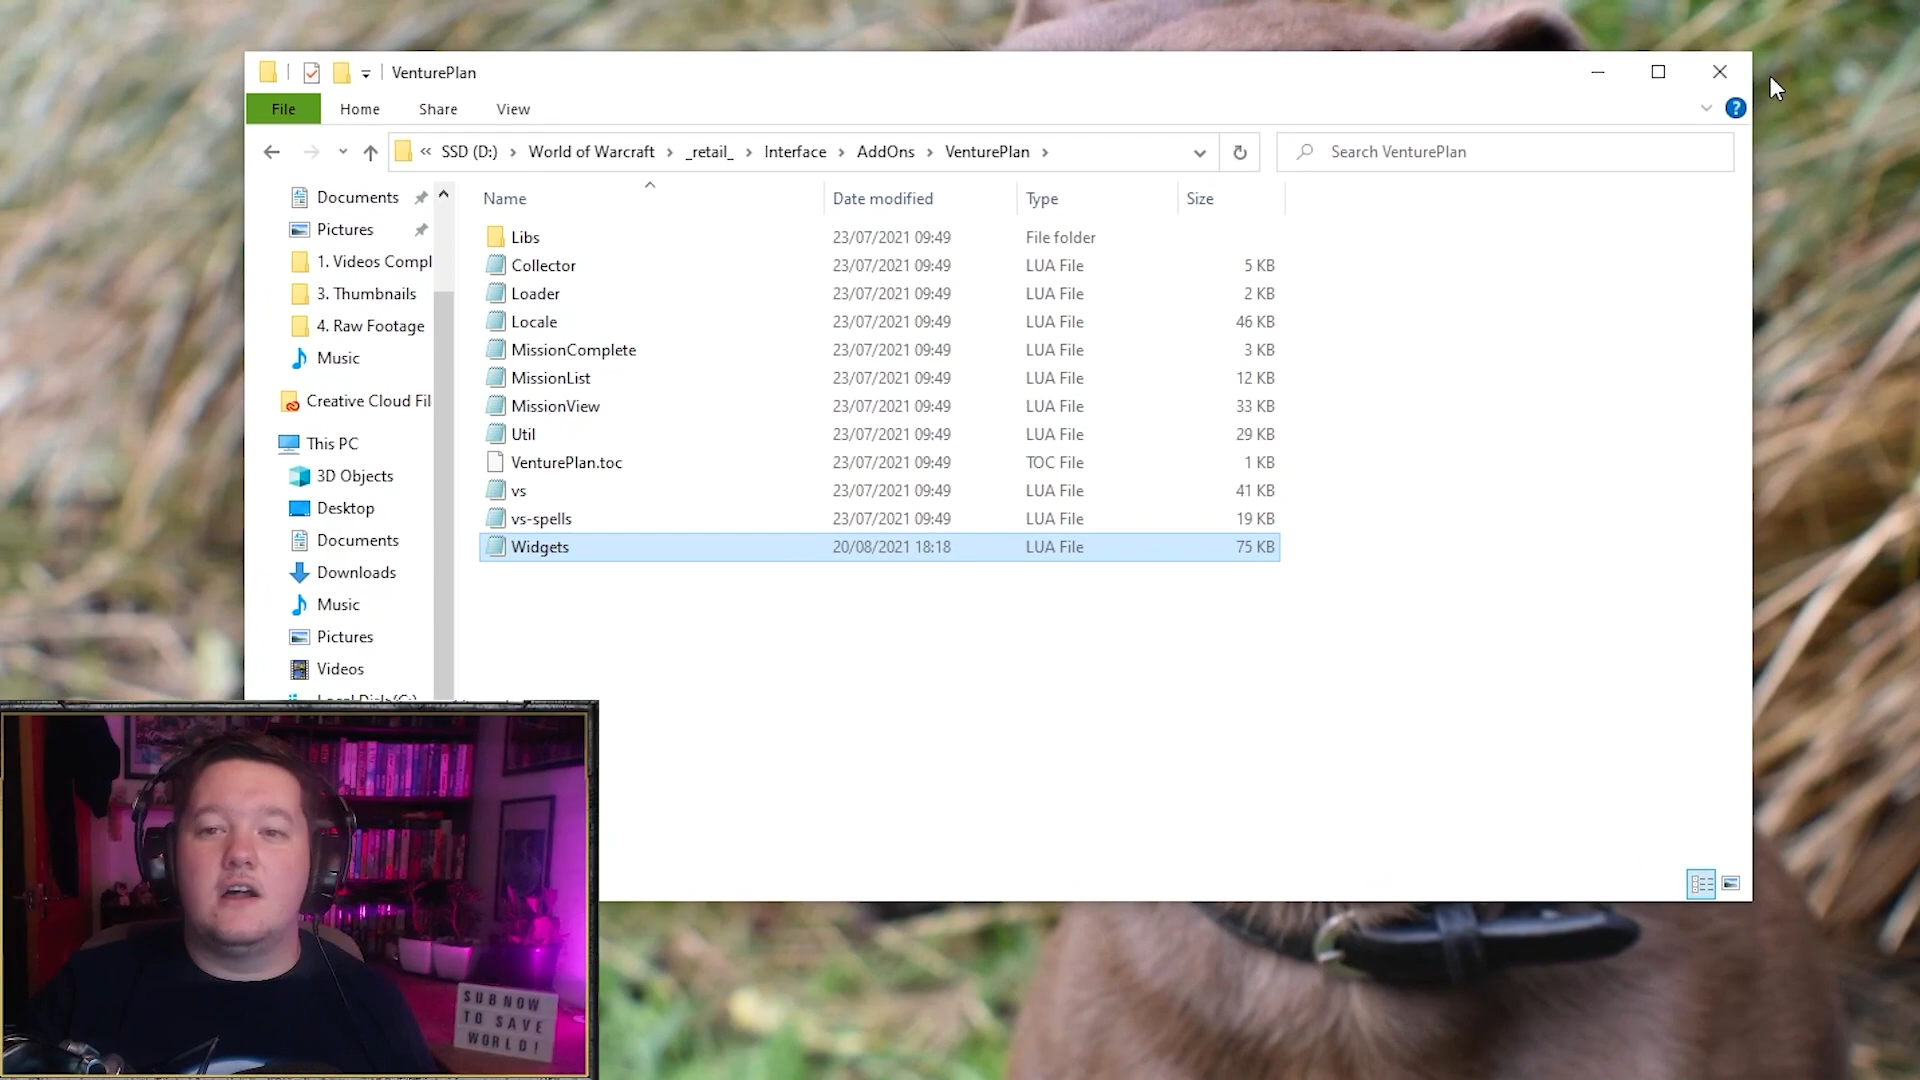 VenturePlan
File Home Share View
« SSD (D:) › World of Warcraft › _retail_ › Interface › AddOns › VenturePlan ›
Search VenturePlan
Documents
Pictures
1. Videos Compl
3. Thumbnails
4. Raw Footage
Music
Creative Cloud Fil
This PC
3D Objects
Desktop
Documents
Downloads
Music
Pictures
Videos
Name Date modified Type Size
Libs 23/07/2021 09:49 File folder
Collector 23/07/2021 09:49 LUA File 5 KB
Loader 23/07/2021 09:49 LUA File 2 KB
Locale 23/07/2021 09:49 LUA File 46 KB
MissionComplete 23/07/2021 09:49 LUA File 3 KB
MissionList 23/07/2021 09:49 LUA File 12 KB
MissionView 23/07/2021 09:49 LUA File 33 KB
Util 23/07/2021 09:49 LUA File 29 KB
VenturePlan.toc 23/07/2021 09:49 TOC File 1 KB
vs 23/07/2021 09:49 LUA File 41 KB
vs-spells 23/07/2021 09:49 LUA File 19 KB
Widgets 20/08/2021 18:18 LUA File 75 KB
SUB NOW
TO SAVE
WORLD!